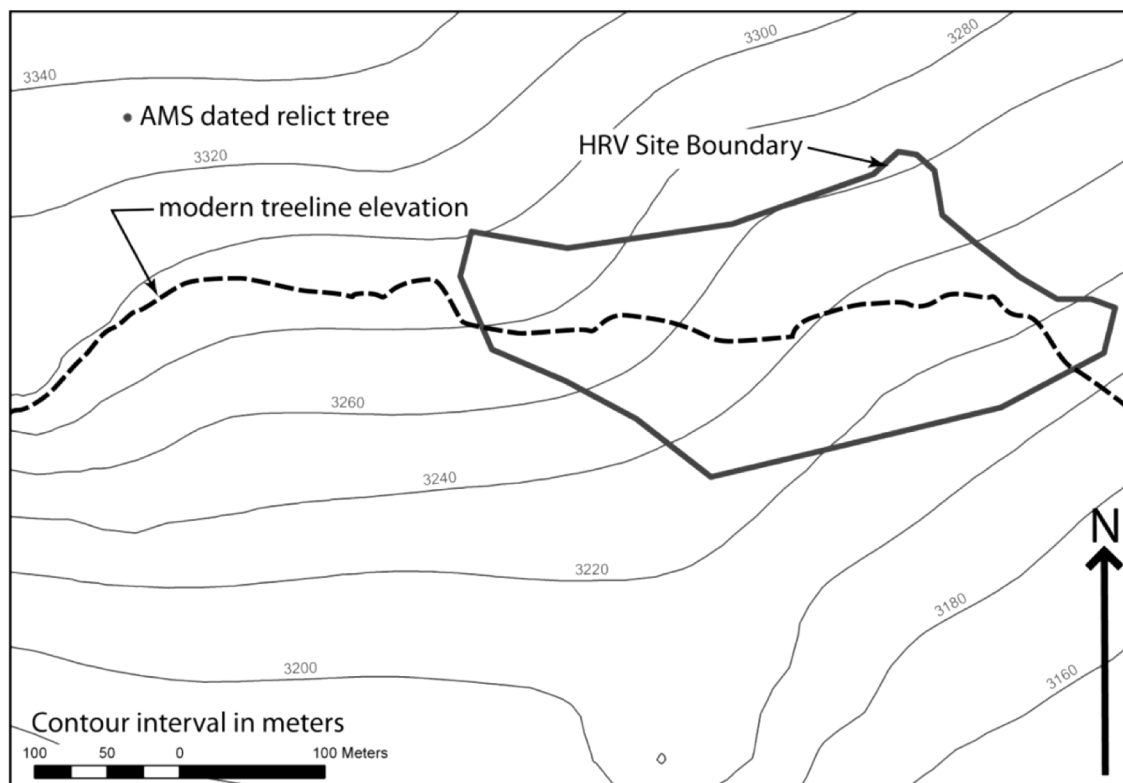 3340
3300
3280
AMS dated relict tree
HRV Site Boundary
3320
modern treeline elevation
3260
3240
N
3220
3180
3200
3160
Contour interval in meters
100 50 0 100 Meters